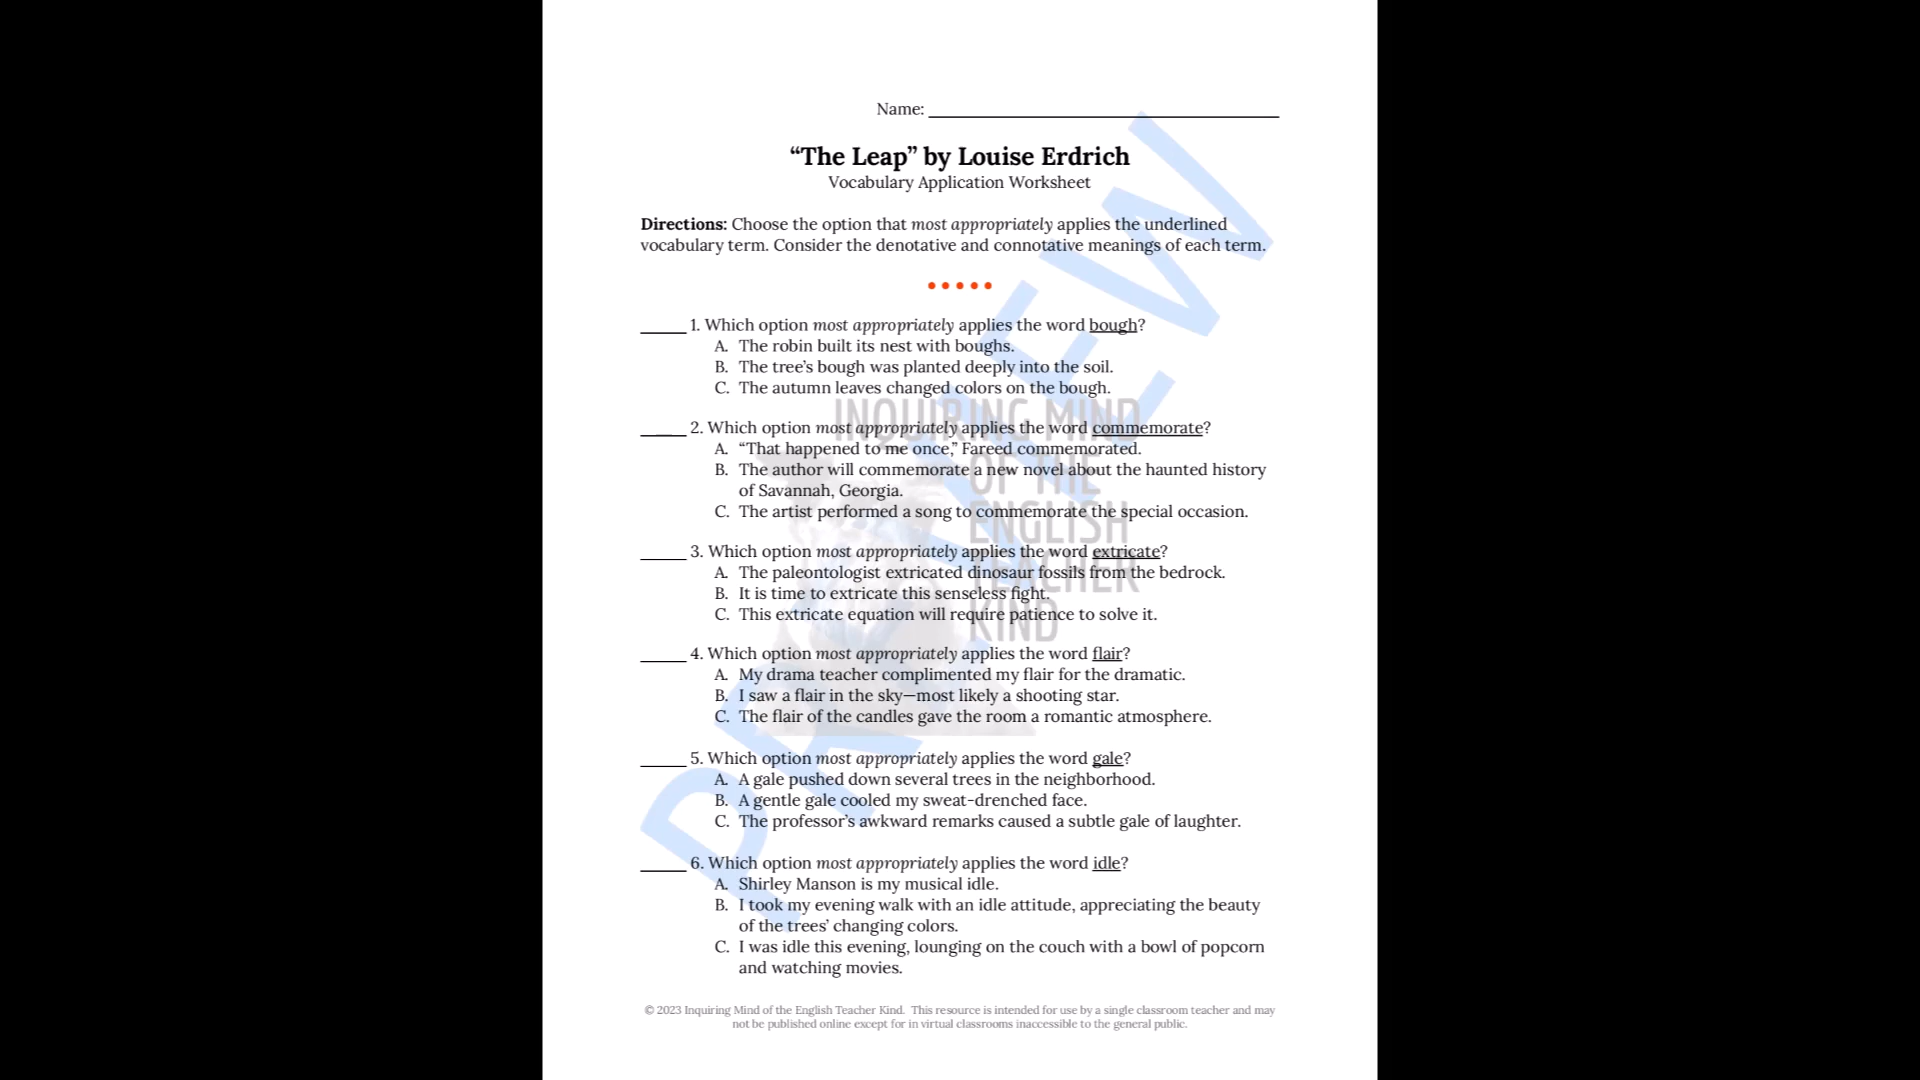 Name:
“The Leap” by Louise Erdrich
Vocabulary Application Worksheet
Directions: Choose the option that most appropriately applies the underlined
vocabulary term. Consider the denotative and connotative meanings of each term.
_____ 1. Which option most appropriately applies the word bough?
A. The robin built its nest with boughs.
B. The tree’s bough was planted deeply into the soil.
C. The autumn leaves changed colors on the bough.
_____ 2. Which option most appropriately applies the word commemorate?
A. “That happened to me once,” Fareed commemorated.
B. The author will commemorate a new novel about the haunted history
of Savannah, Georgia.
C. The artist performed a song to commemorate the special occasion.
_____ 3. Which option most appropriately applies the word extricate?
A. The paleontologist extricated dinosaur fossils from the bedrock.
B. It is time to extricate this senseless fight.
C. This extricate equation will require patience to solve it.
_____ 4. Which option most appropriately applies the word flair?
A. My drama teacher complimented my flair for the dramatic.
B. I saw a flair in the sky—most likely a shooting star.
C. The flair of the candles gave the room a romantic atmosphere.
_____ 5. Which option most appropriately applies the word gale?
A. A gale pushed down several trees in the neighborhood.
B. A gentle gale cooled my sweat-drenched face.
C. The professor’s awkward remarks caused a subtle gale of laughter.
_____ 6. Which option most appropriately applies the word idle?
A. Shirley Manson is my musical idle.
B. I took my evening walk with an idle attitude, appreciating the beauty
of the trees’ changing colors.
C. I was idle this evening, lounging on the couch with a bowl of popcorn
and watching movies.
© 2023 Inquiring Mind of the English Teacher Kind. This resource is intended for use by a single classroom teacher and may
not be published online except for in virtual classrooms inaccessible to the general public.
PREVIEW
INQUIRING MIND
OF THE
ENGLISH
TEACHER
KIND